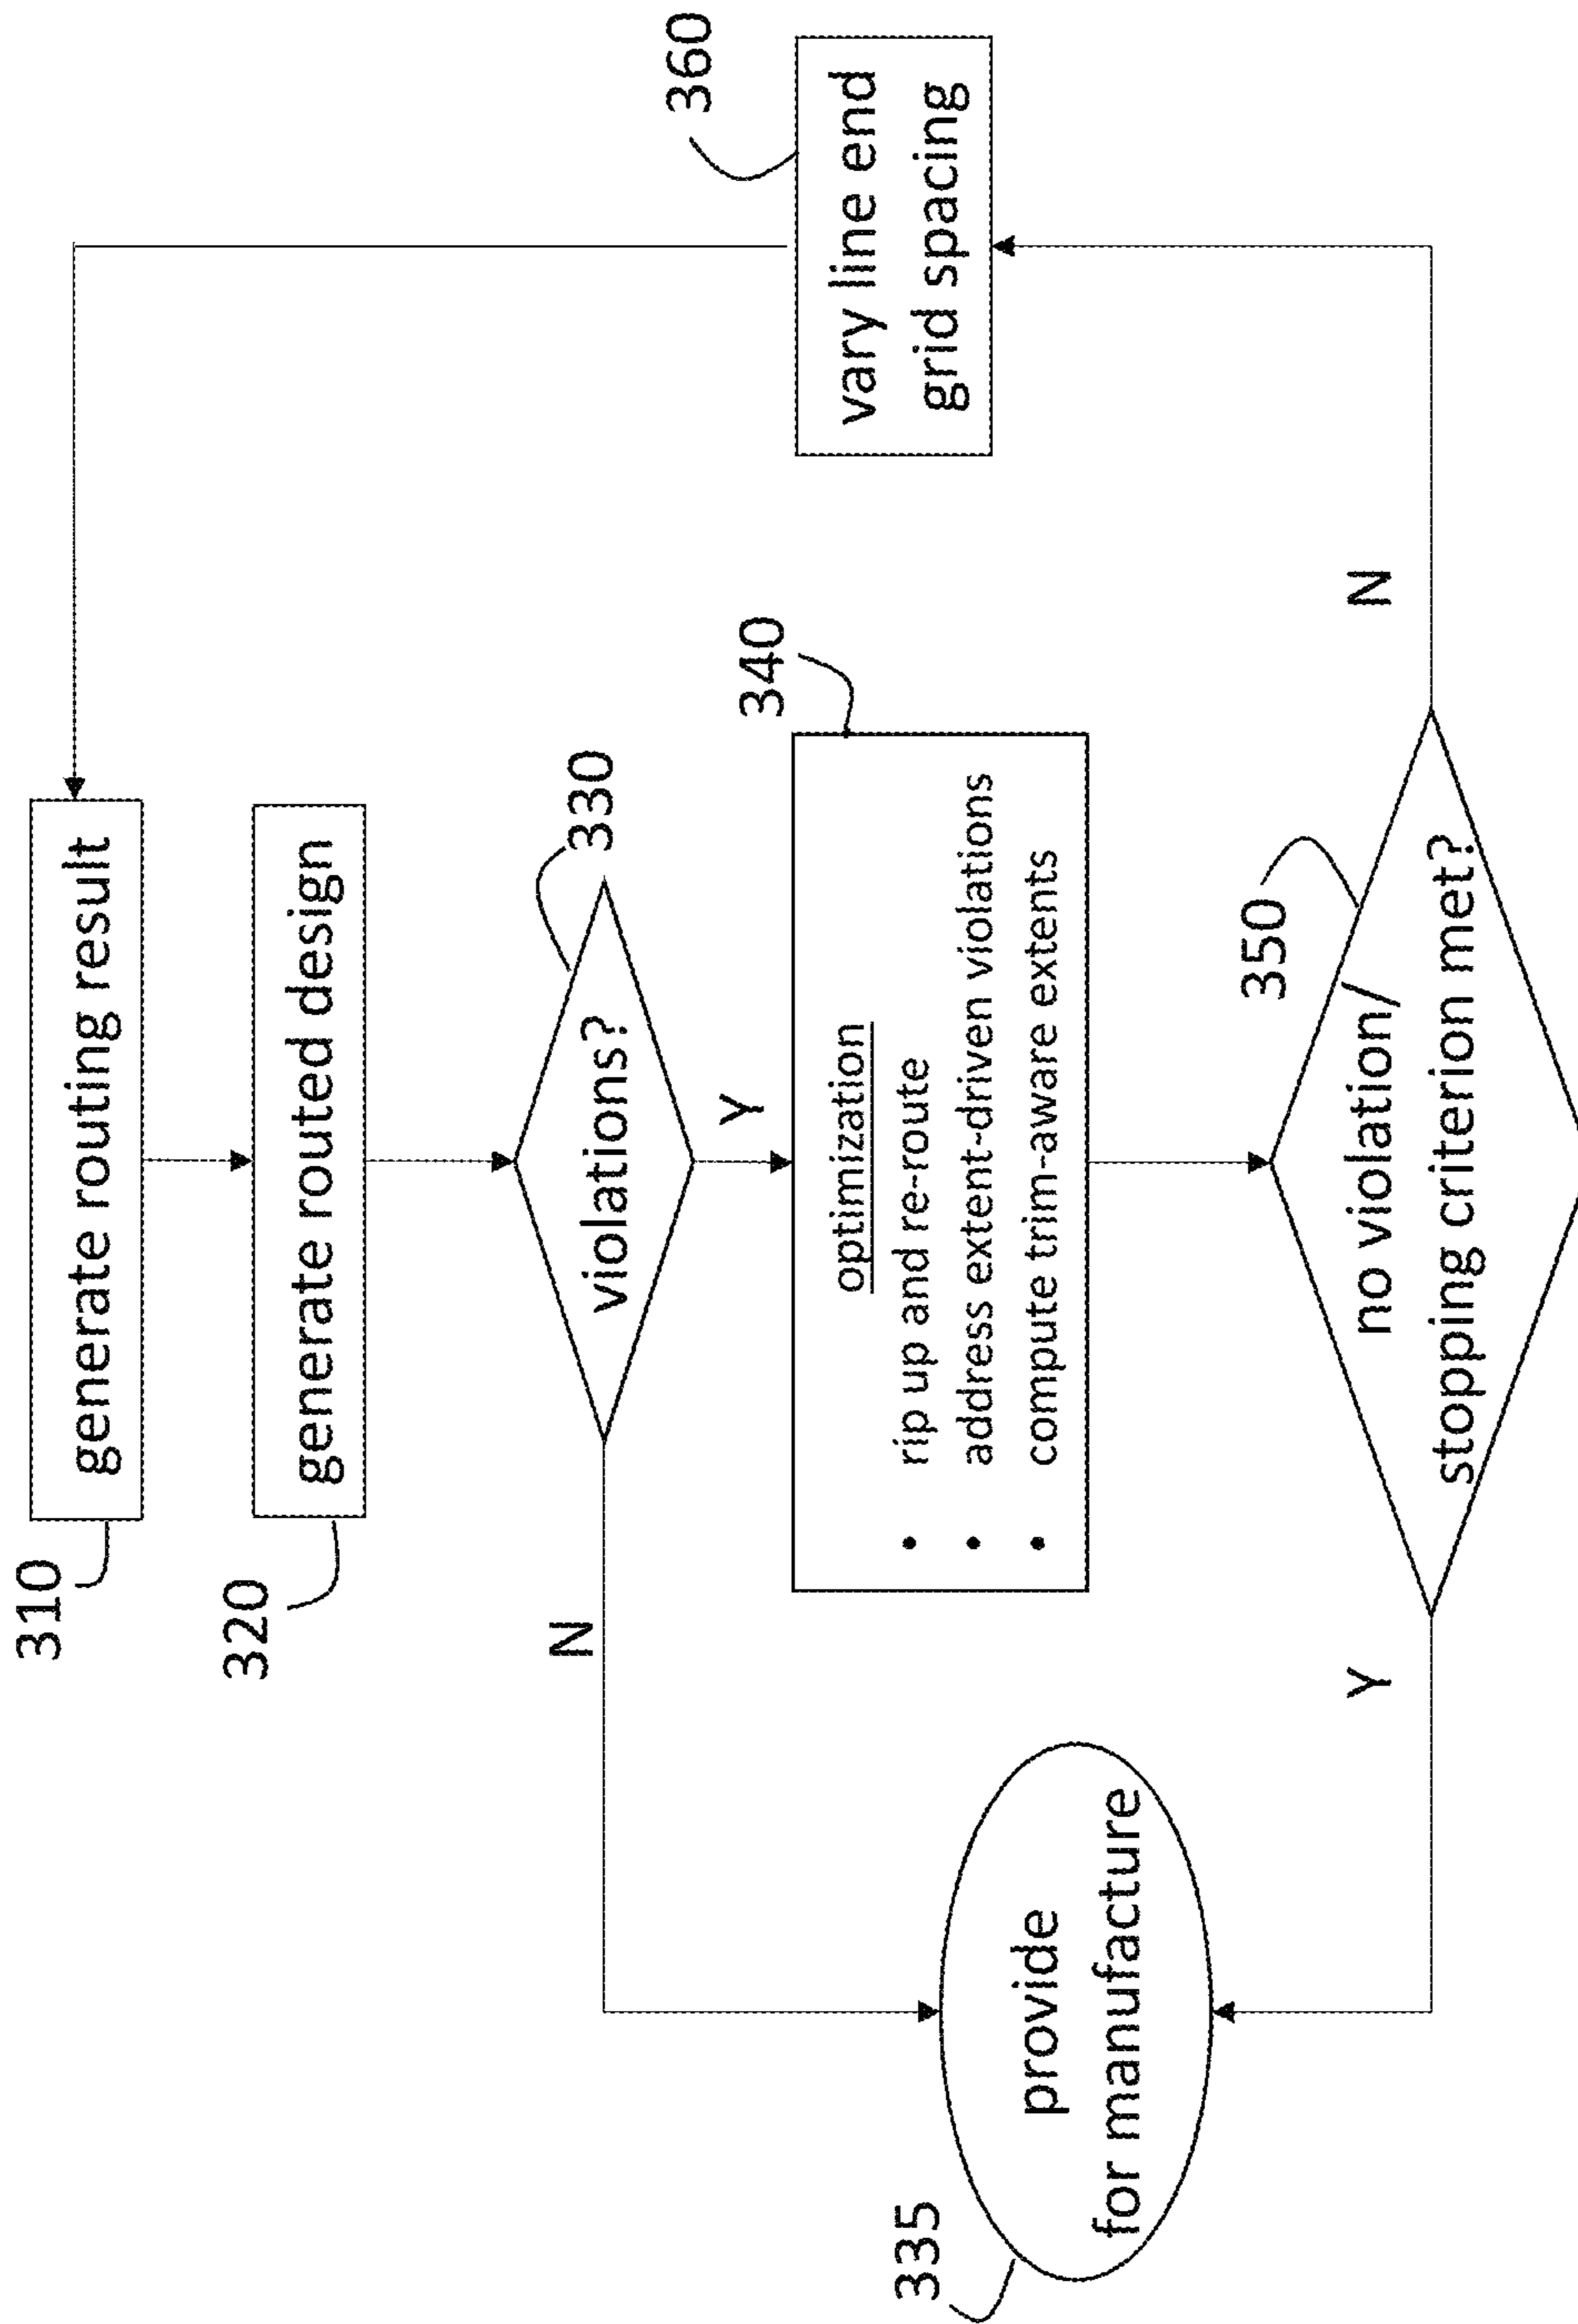 310
generate routing result
320
generate routed design
330
violations?
N
Y
340
optimization
• rip up and re-route
• address extent-driven violations
• compute trim-aware extents
335
provide
for manufacture
360
vary line end
grid spacing
350
no violation/
stopping criterion met?
Y
N